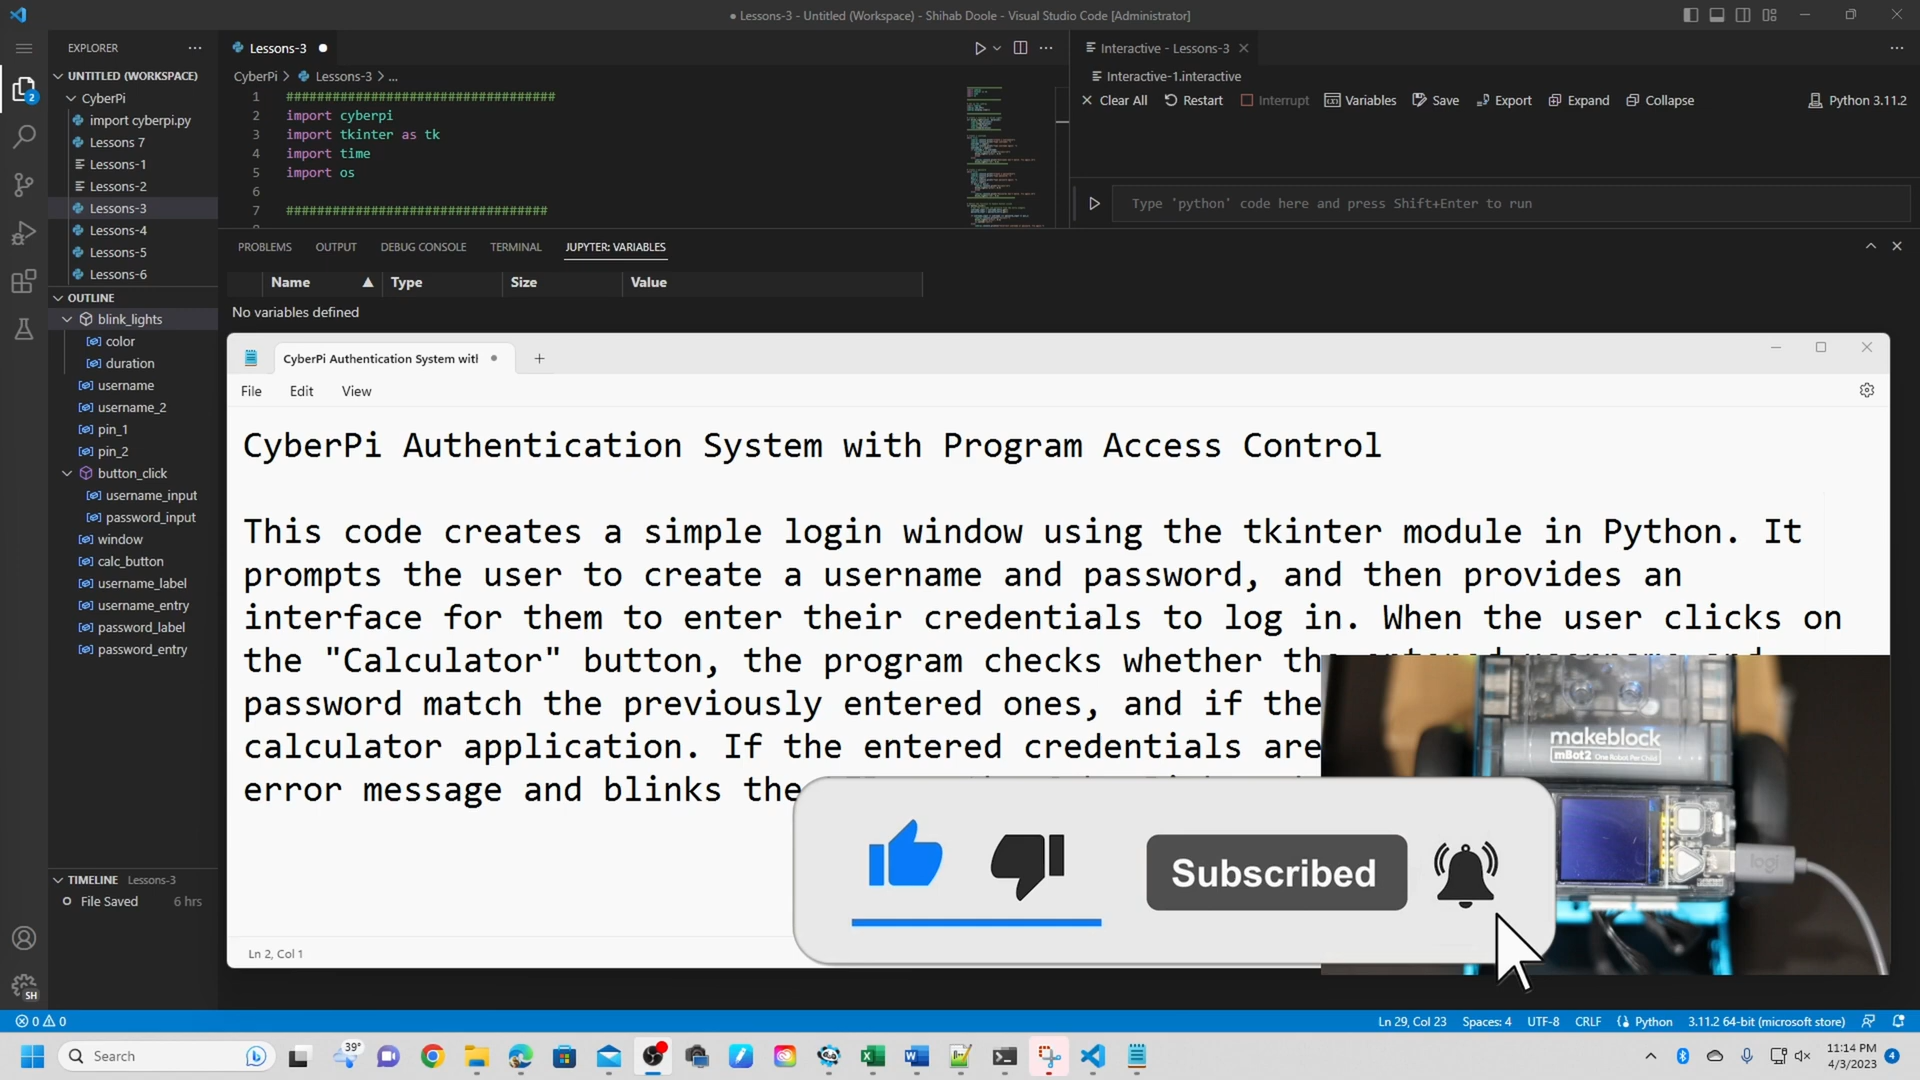 ● Lessons-3 - Untitled (Workspace) - Shihab Doole - Visual Studio Code [Administrator]
EXPLORER
Lessons-3
Interactive - Lessons-3
UNTITLED (WORKSPACE)
CyberPi > Lessons-3 > ...
Interactive-1.interactive
CyberPi
Clear All Restart Interrupt Variables Save Export Expand Collapse Python 3.11.2
1 ###################################
2 import cyberpi
3 import tkinter as tk
4 import time
5 import os
6
7 ##################################
Type 'python' code here and press Shift+Enter to run
import cyberpi.py
Lessons 7
Lessons-1
Lessons-2
Lessons-3
Lessons-4
Lessons-5
Lessons-6
PROBLEMS OUTPUT DEBUG CONSOLE TERMINAL JUPYTER: VARIABLES
Name Type Size Value
No variables defined
OUTLINE
blink_lights
color
duration
username
username_2
pin_1
pin_2
button_click
username_input
password_input
window
calc_button
username_label
username_entry
password_label
password_entry
TIMELINE Lessons-3
File Saved 6 hrs
CyberPi Authentication System with
File Edit View
CyberPi Authentication System with Program Access Control
This code creates a simple login window using the tkinter module in Python. It
prompts the user to create a username and password, and then provides an
interface for them to enter their credentials to log in. When the user clicks on
the "Calculator" button, the program checks whether the
password match the previously entered ones, and if the
calculator application. If the entered credentials are
error message and blinks the
makeblock
mBot2 One Robot Per Child
logi
Subscribed
Ln 2, Col 1
SH
2
0 0
Ln 29, Col 23 Spaces: 4 UTF-8 CRLF Python 3.11.2 64-bit (microsoft store)
Search
39°
11:14 PM
4/3/2023
4